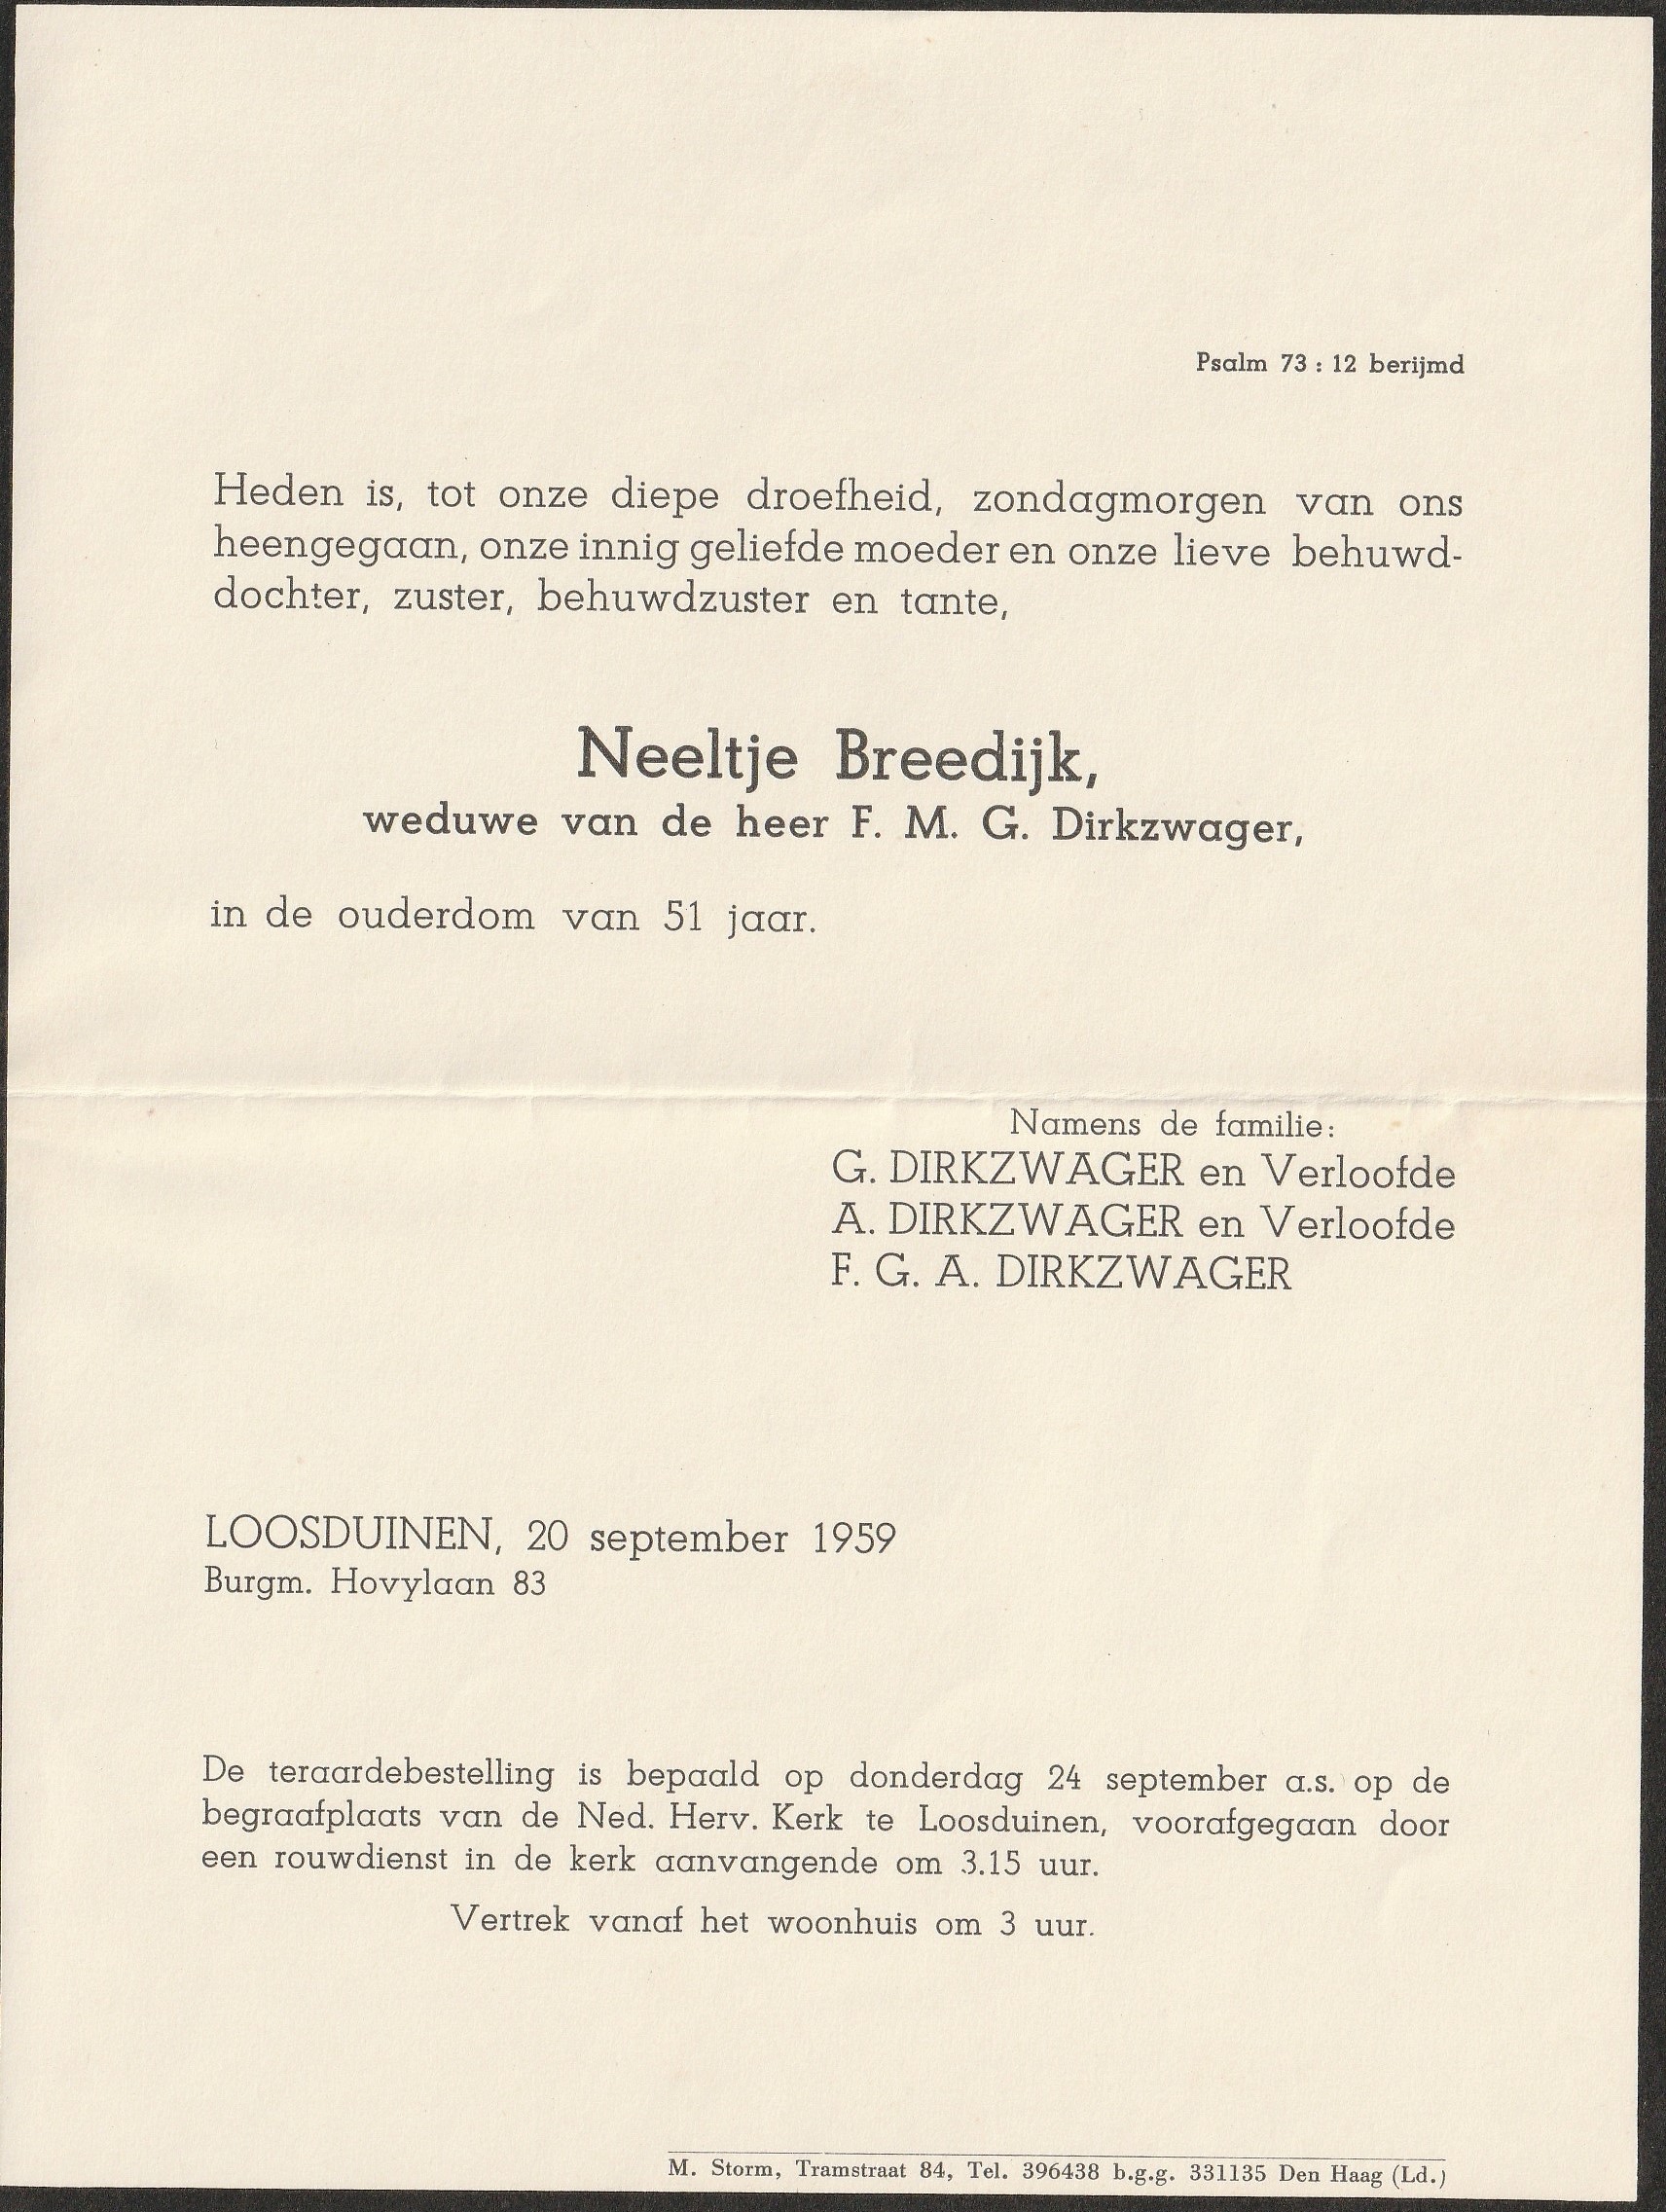 Psalm 73 : 12 berijmd
Heden is, tot onze diepe droefheid, zondagmorgen van ons
heengegaan, onze innig geliefde moeder en onze lieve behuwd-
dochter, zuster, behuwdzuster en tante,
Neeltje Breedijk,
weduwe van de heer F. M. G. Dirkzwager,
in de ouderdom van 51 jaar.
Namens de familie:
G. DIRKZWAGER en Verloofde
A. DIRKZWAGER en Verloofde
F. G. A. DIRKZWAGER
LOOSDUINEN, 20 september 1959
Burgm. Hovylaan 83
De teraardebestelling is bepaald op donderdag 24 september a.s. op de
begraafplaats van de Ned. Herv. Kerk te Loosduinen, voorafgegaan door
een rouwdienst in de kerk aanvangende om 3.15 uur.
Vertrek vanaf het woonhuis om 3 uur.
M. Storm, Tramstraat 84, Tel. 396438 b.g.g. 331135 Den Haag (Ld.)